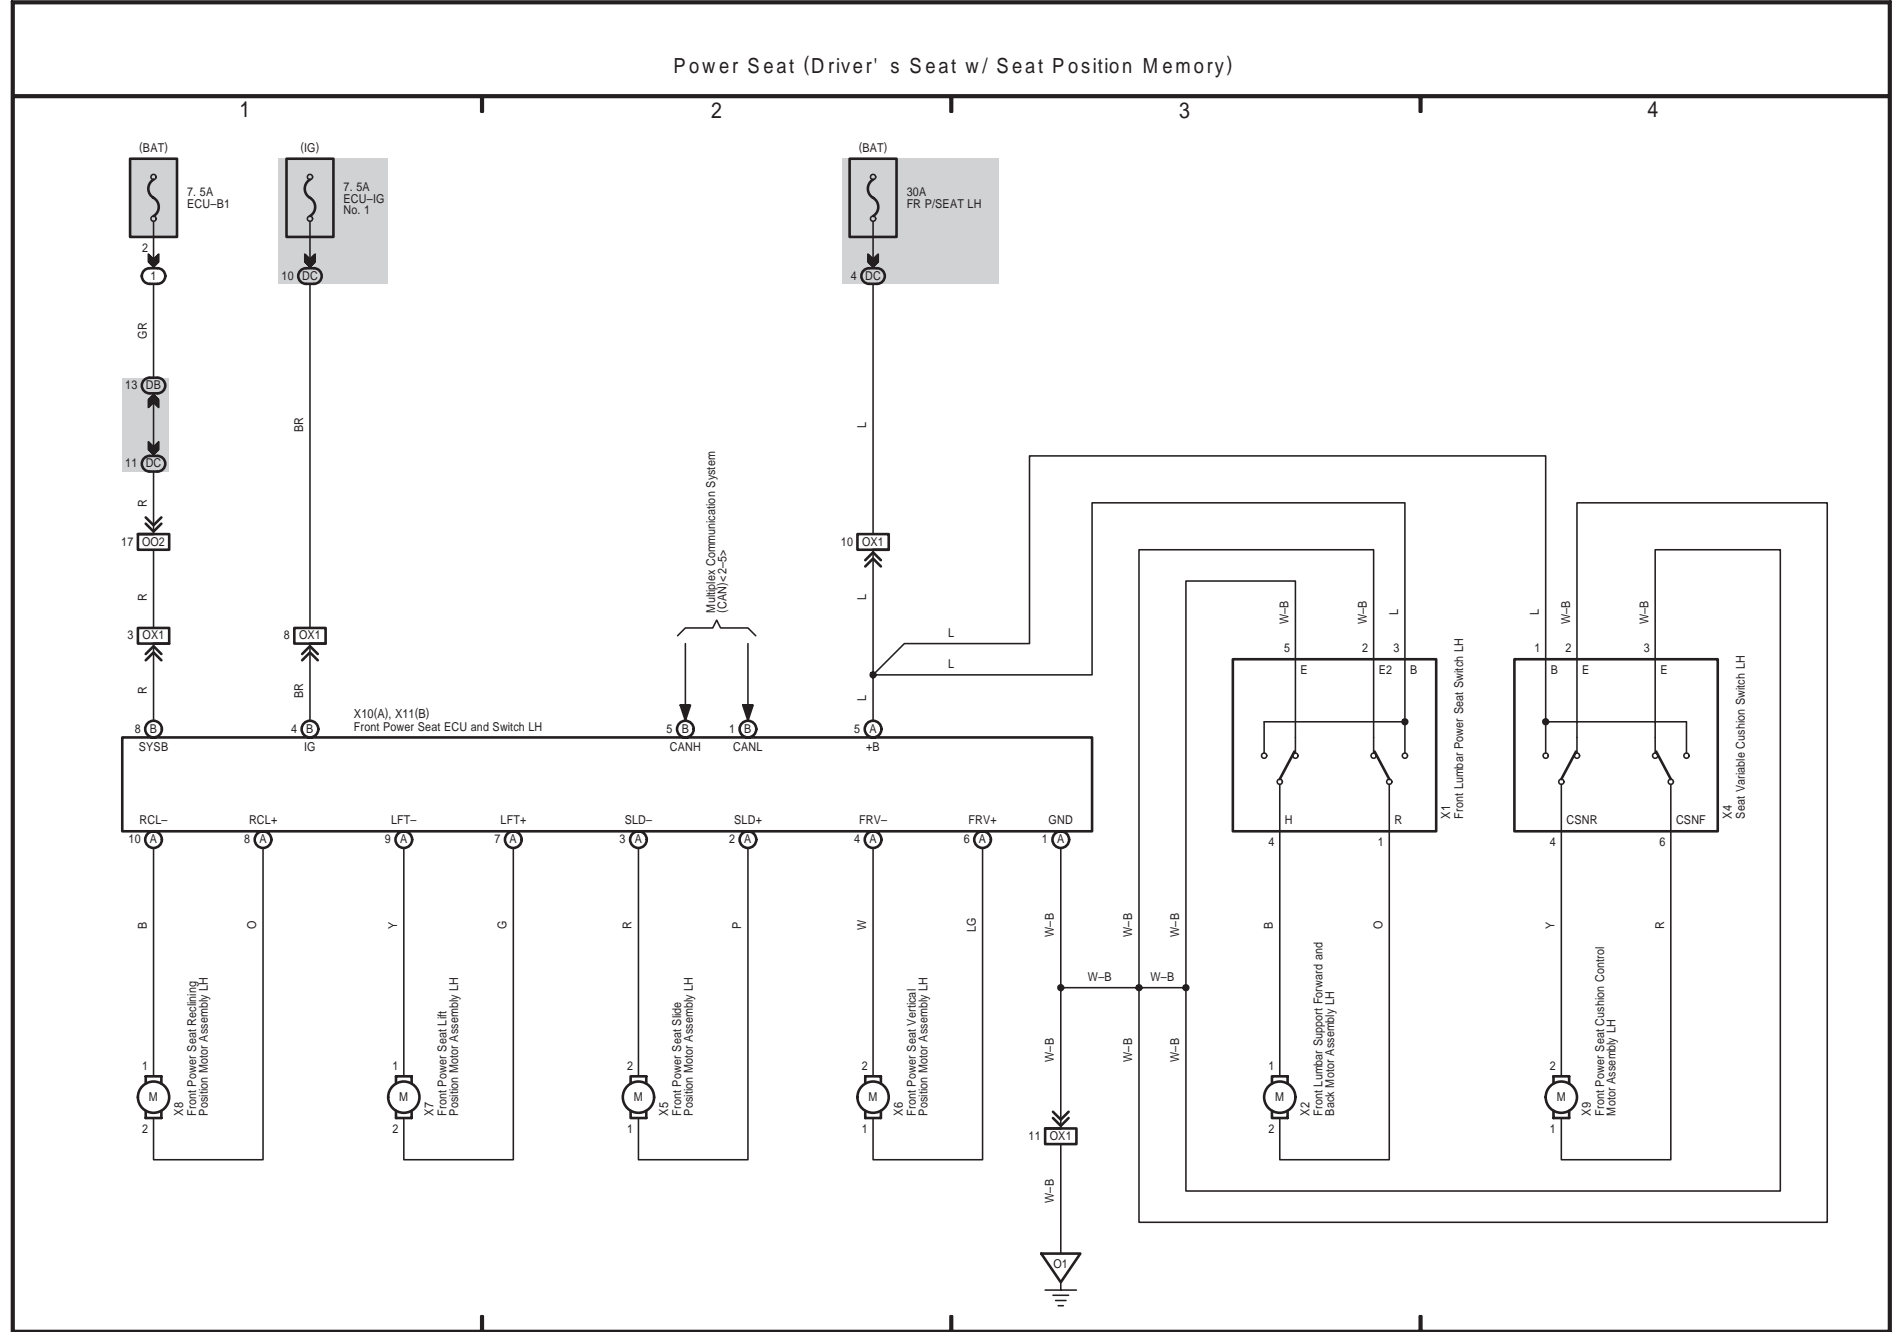 Power Seat (Driver' s Seat w/ Seat Position Memory)
1
2
3
4
(BAT)
(IG)
(BAT)
7. 5A
ECU–B1
7. 5A
ECU–IG
No. 1
30A
FR P/SEAT LH
2
1
10 DC
4 DC
GR
13 DB
BR
L
11 DC
R
Multiplex Communication System
(CAN)<2–5>
17 OO2
10 OX1
R
L
W–B
W–B
L
L
W–B
W–B
3 OX1
8 OX1
L
L
5
2
3
1
2
3
R
BR
L
E
E2
B
B
E
E
X10(A), X11(B)
Front Power Seat ECU and Switch LH
8 B
4 B
5 B
1 B
5 A
SYSB
IG
CANH
CANL
+B
X1
Front Lumbar Power Seat Switch LH
X4
Seat Variable Cushion Switch LH
RCL–
RCL+
LFT–
LFT+
SLD–
SLD+
FRV–
FRV+
GND
H
R
CSNR
CSNF
10 A
8 A
9 A
7 A
3 A
2 A
4 A
6 A
1 A
4
1
4
6
B
O
Y
G
R
P
W
LG
W–B
W–B
W–B
B
O
Y
R
W–B
W–B
W–B
W–B
W–B
1
M
2
X8
Front Power Seat Reclining
Position Motor Assembly LH
1
M
2
X7
Front Power Seat Lift
Position Motor Assembly LH
2
M
1
X5
Front Power Seat Slide
Position Motor Assembly LH
2
M
1
X6
Front Power Seat Vertical
Position Motor Assembly LH
1
M
2
X2
Front Lumbar Support Forward and
Back Motor Assembly LH
2
M
1
X9
Front Power Seat Cushion Control
Motor Assembly LH
11 OX1
W–B
O1